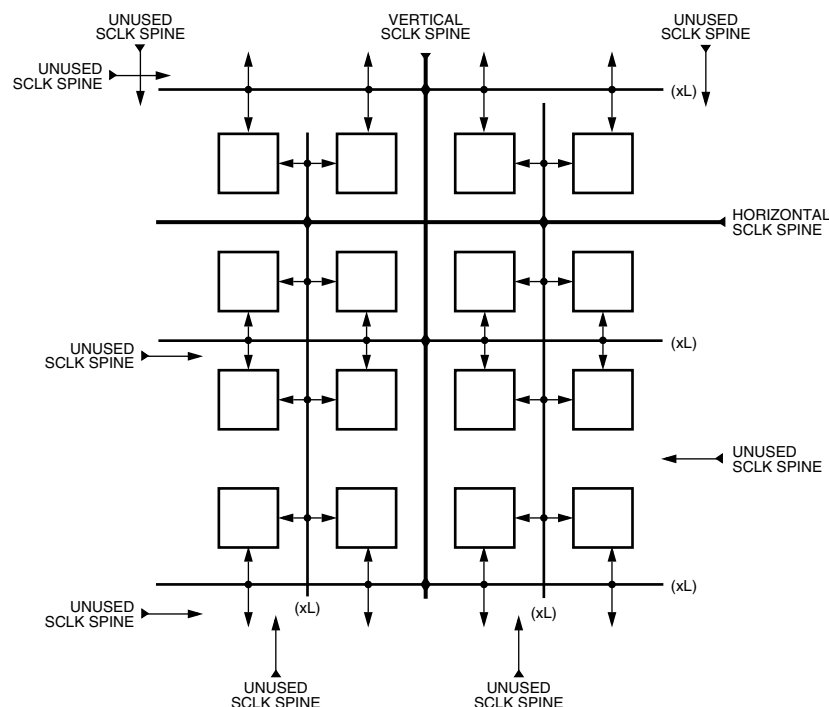 UNUSED
SCLK SPINE
VERTICAL
SCLK SPINE
UNUSED
SCLK SPINE
UNUSED
SCLK SPINE
(xL)
HORIZONTAL
SCLK SPINE
UNUSED
SCLK SPINE
(xL)
UNUSED
SCLK SPINE
(xL)
UNUSED
SCLK SPINE
(xL)
(xL)
UNUSED
SCLK SPINE
UNUSED
SCLK SPINE